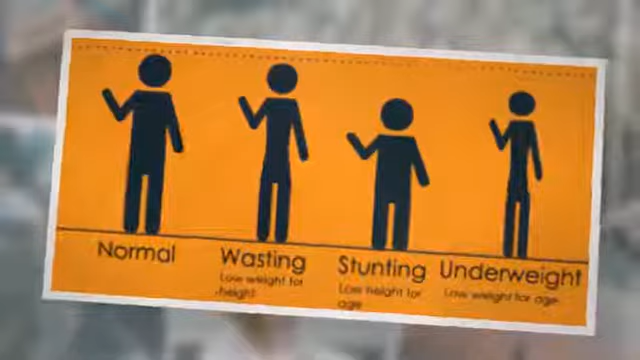 Normal
Wasting
Low weight for
height
Stunting
Low height for
age
Underweight
Low weight for age